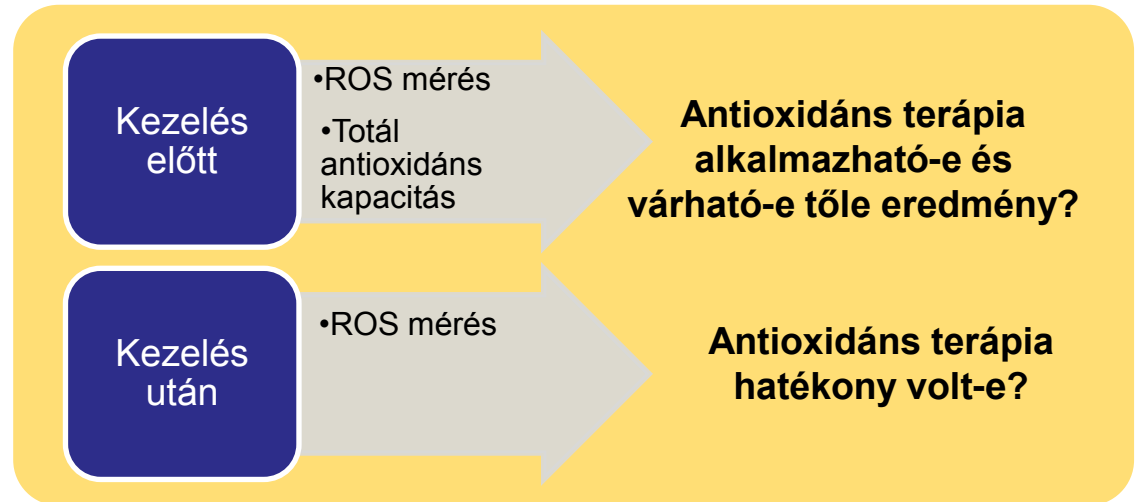 Kezelés
előtt
•ROS mérés
•Totál
antioxidáns
kapacitás
Antioxidáns terápia
alkalmazható-e és
várható-e tőle eredmény?
Kezelés
után
•ROS mérés
Antioxidáns terápia
hatékony volt-e?